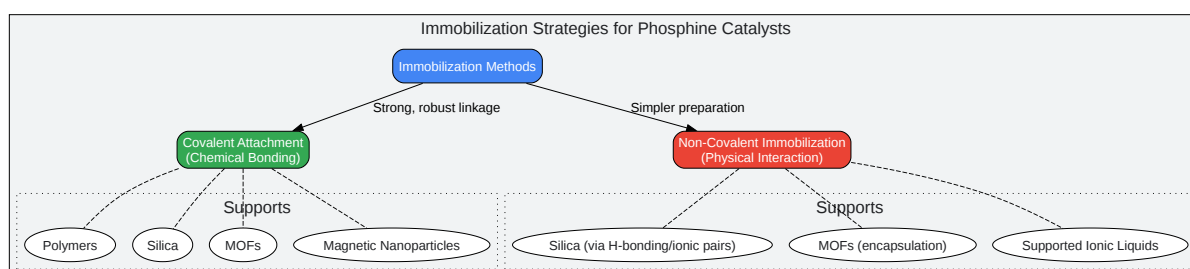 Immobilization Strategies for Phosphine Catalysts
Immobilization Methods
Strong, robust linkage
Simpler preparation
Covalent Attachment
(Chemical Bonding)
Non-Covalent Immobilization
(Physical Interaction)
Supports
Supports
Polymers
Silica
MOFs
Magnetic Nanoparticles
Silica (via H-bonding/ionic pairs)
MOFs (encapsulation)
Supported Ionic Liquids